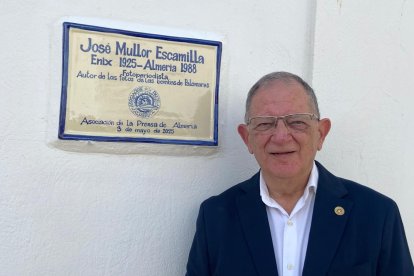 José Mullor Escamilla
Enix 1925-Almería 1988
Fotoperiodista
Autor de las fotos de las bombas de Palomares
Asociación de la Prensa de Almería
3 de mayo de 2025